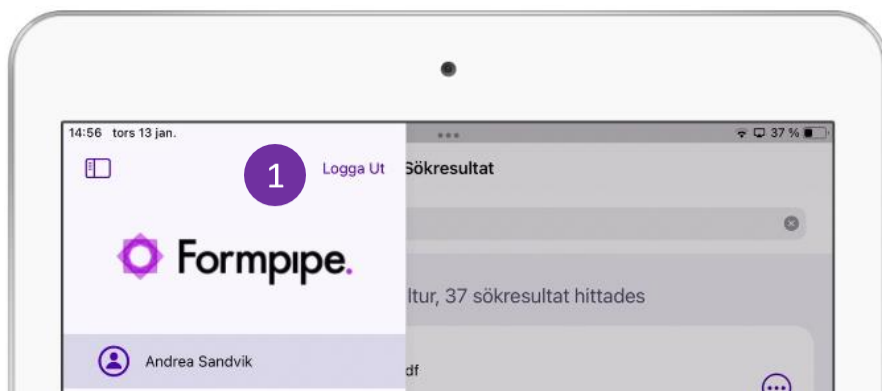 14:56 tors 13 jan.
37 %
1
Logga Ut
Sökresultat
Formpipe.
ltur, 37 sökresultat hittades
Andrea Sandvik
df